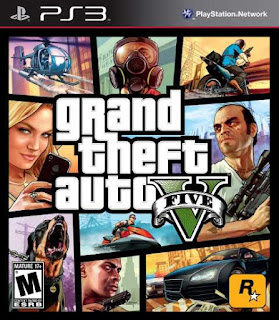 PS3
PlayStation Network
grand
theft
auto
V
FIVE
MATURE 17+
M
ESRB
R★